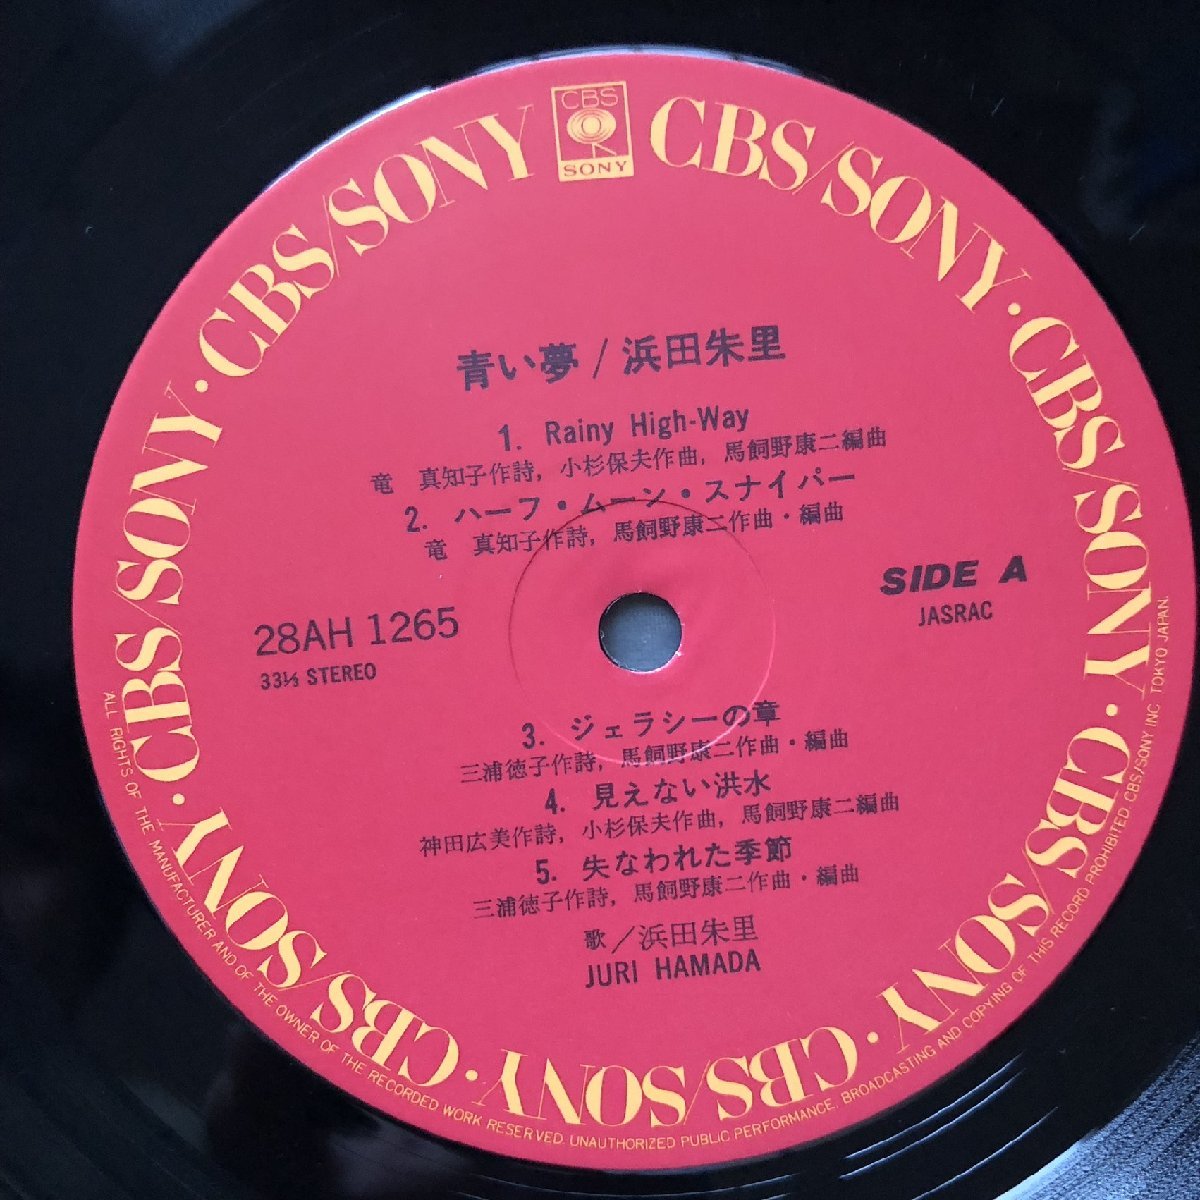 CBS
SONY
CBS/SONY・CBS/SONY・CBS/SONY・CBS/SONY・CBS/SONY・CBS/SONY・CBS/SONY・CBS/SONY
青い夢/浜田朱里
1. Rainy High-Way
竜 真知子作詩, 小杉保夫作曲, 馬飼野康二編曲
2. ハーフ・ムーン・スナイパー
竜 真知子作詩, 馬飼野康二作曲・編曲
SIDE A
JASRAC
28AH 1265
33⅓ STEREO
3. ジェラシーの章
三浦徳子作詩, 馬飼野康二作曲・編曲
4. 見えない洪水
神田広美作詩, 小杉保夫作曲, 馬飼野康二編曲
5. 失なわれた季節
三浦徳子作詩, 馬飼野康二作曲・編曲
歌/浜田朱里
JURI HAMADA
ALL RIGHTS OF THE MANUFACTURER AND OF THE OWNER OF THE RECORDED WORK RESERVED. UNAUTHORIZED PUBLIC PERFORMANCE. BROADCASTING AND COPYING OF THIS RECORD PROHIBITED. CBS/SONY INC. TOKYO JAPAN.